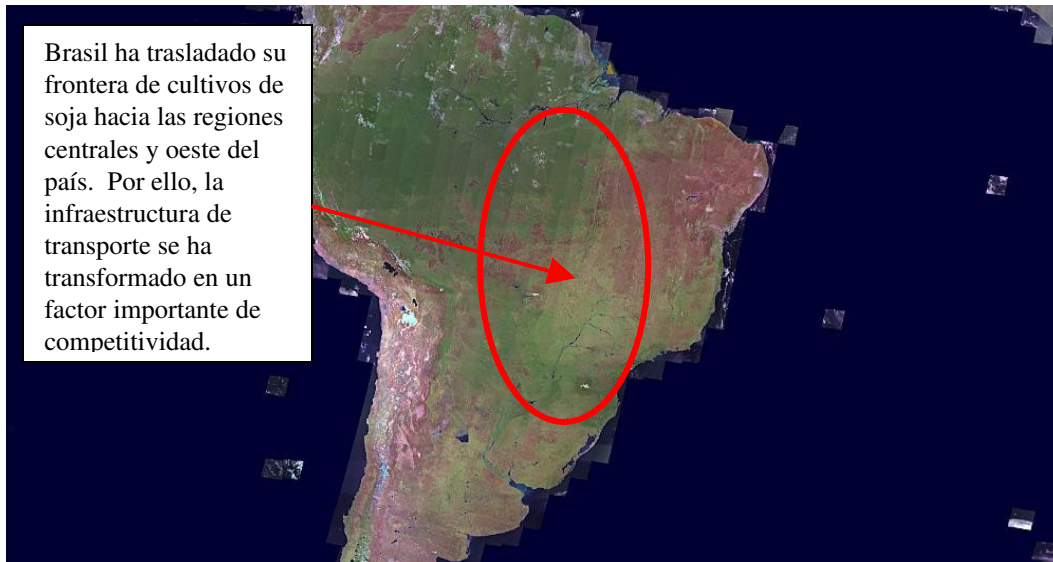 Brasil ha trasladado su
frontera de cultivos de
soja hacia las regiones
centrales y oeste del
país.  Por ello, la
infraestructura de
transporte se ha
transformado en un
factor importante de
competitividad.